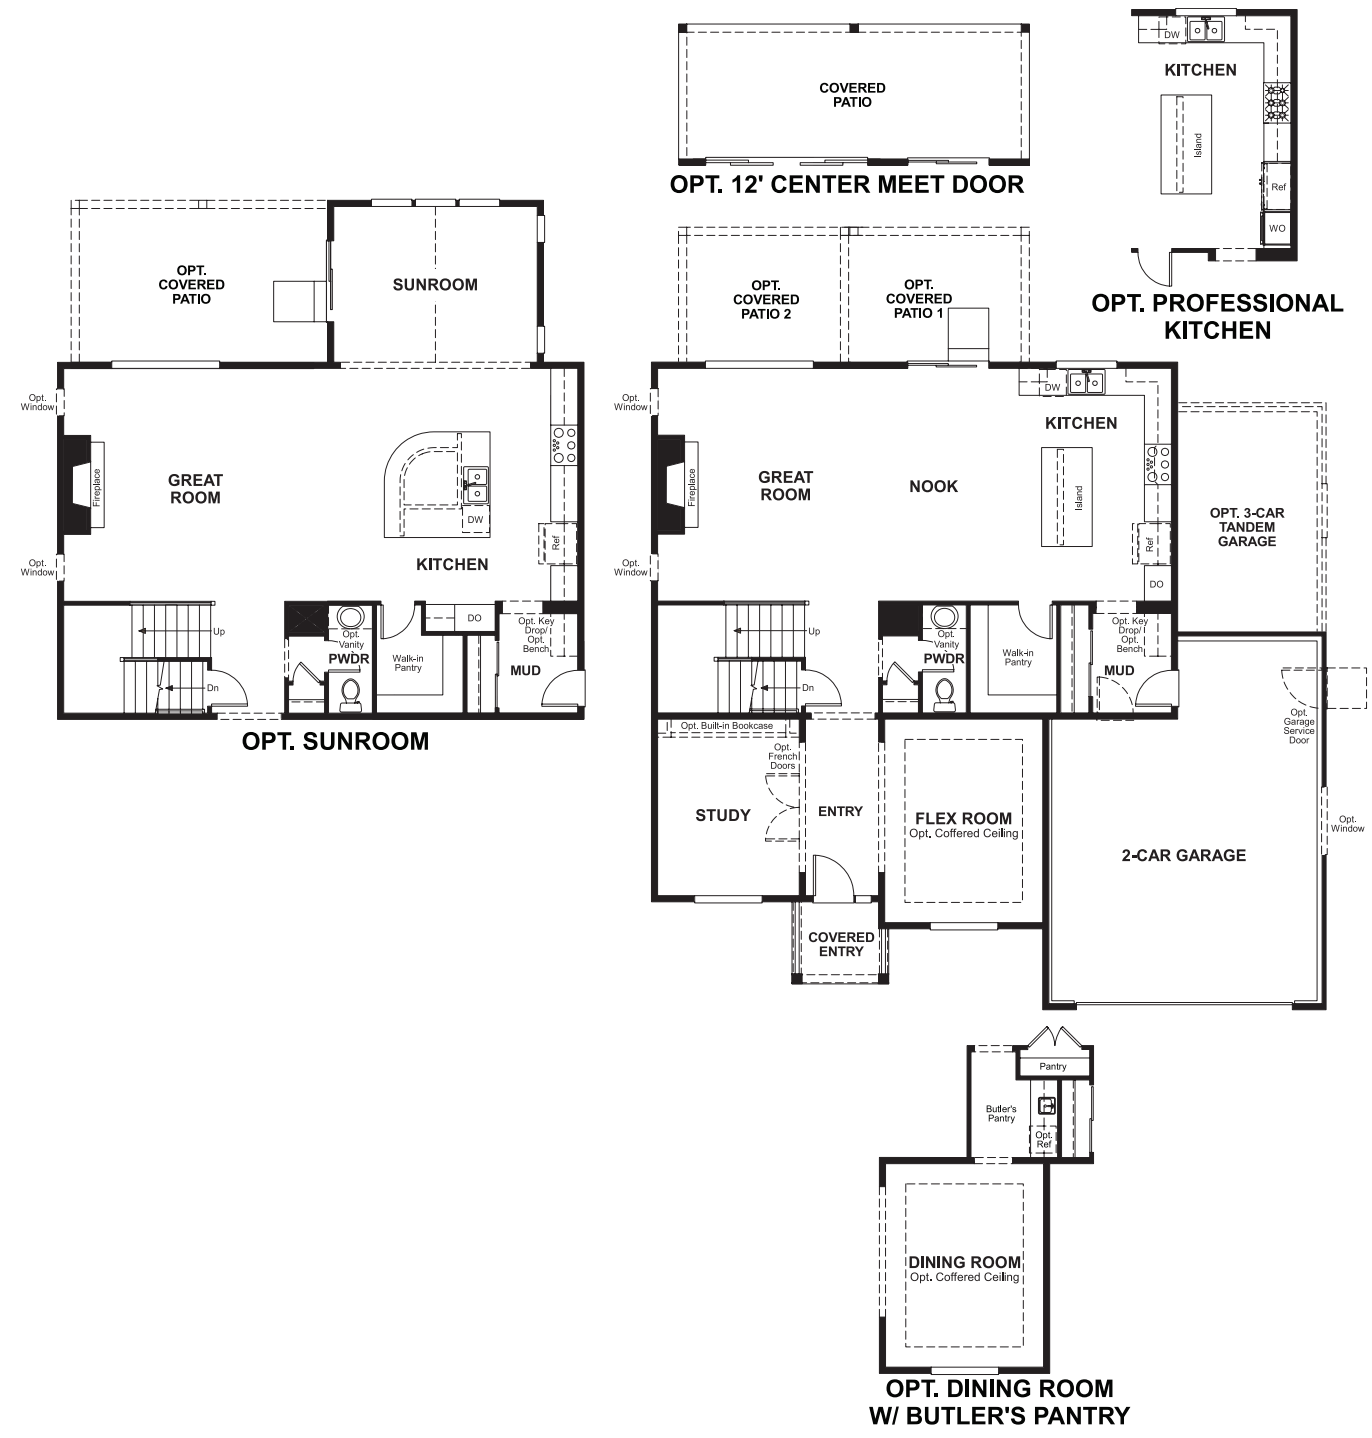 COVERED
PATIO
OPT. 12' CENTER MEET DOOR
DW
KITCHEN
Island
Ref
WO
OPT. PROFESSIONAL
KITCHEN
OPT.
COVERED
PATIO
SUNROOM
Opt.
Window
Fireplace
GREAT
ROOM
DW
Ref
KITCHEN
Opt.
Window
Up
Dn
Opt.
Vanity
PWDR
Walk-in
Pantry
DO
Opt. Key
Drop/
Opt.
Bench
MUD
OPT. SUNROOM
OPT.
COVERED
PATIO 2
OPT.
COVERED
PATIO 1
Opt.
Window
Fireplace
GREAT
ROOM
NOOK
DW
KITCHEN
Island
Ref
DO
OPT. 3-CAR
TANDEM
GARAGE
Opt.
Window
Up
Dn
Opt.
Vanity
PWDR
Walk-in
Pantry
Opt. Key
Drop/
Opt.
Bench
MUD
Opt.
Garage
Service
Door
Opt. Built-in Bookcase
Opt.
French
Doors
STUDY
ENTRY
FLEX ROOM
Opt. Coffered Ceiling
2-CAR GARAGE
Opt.
Window
COVERED
ENTRY
Pantry
Butler's
Pantry
Opt.
Ref
DINING ROOM
Opt. Coffered Ceiling
OPT. DINING ROOM
W/ BUTLER'S PANTRY